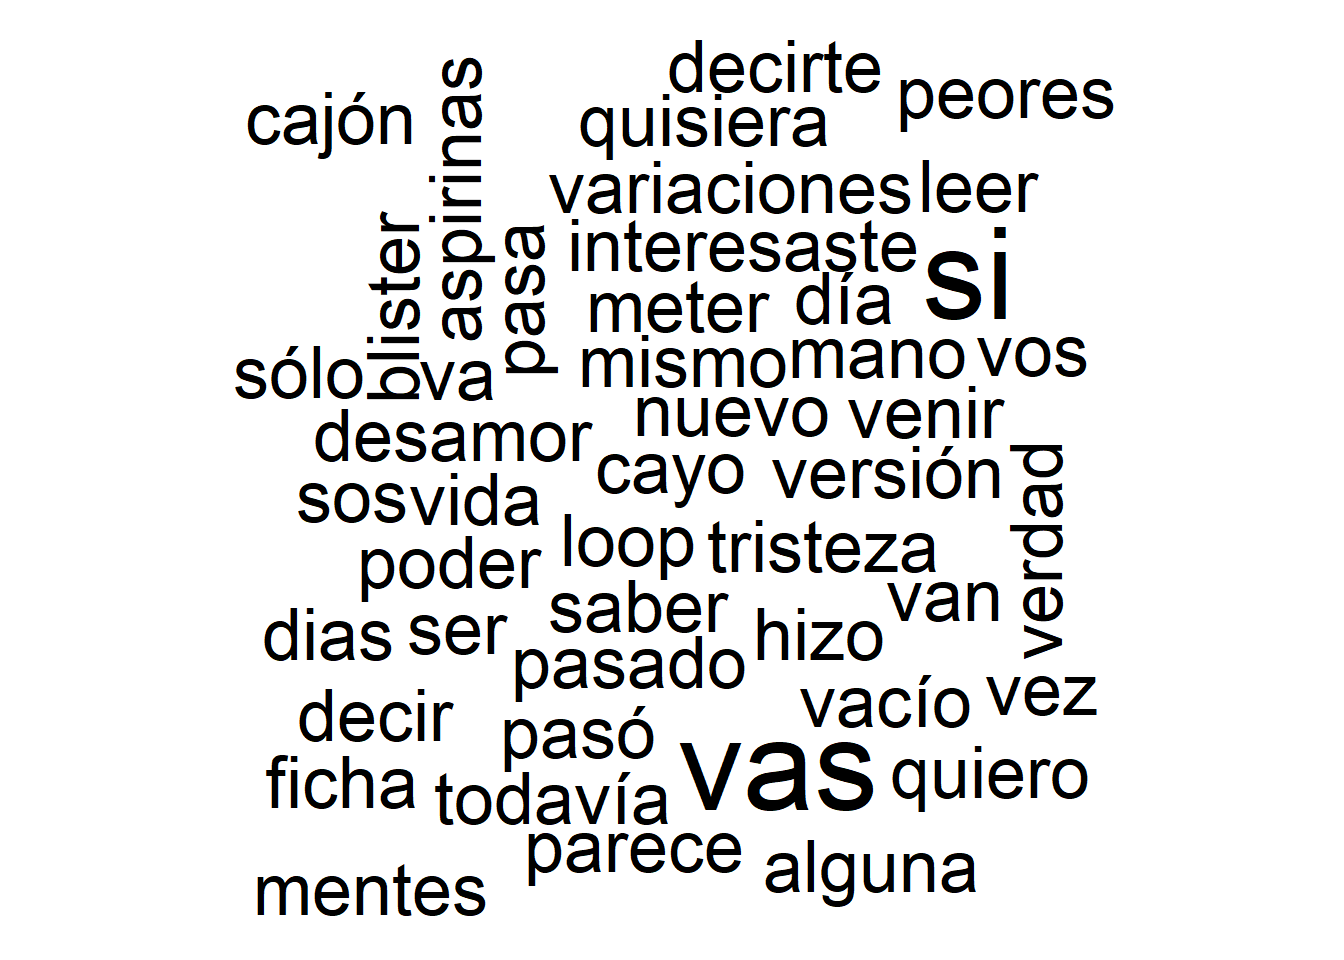 decirte
cajón
aspirinas
quisiera
peores
variaciones
leer
blister
pasa
interesaste
si
meter
día
sólo
va
mismo
mano
vos
desamor
nuevo
venir
cayo
versión
verdad
sos
vida
loop
tristeza
poder
saber
van
dias
ser
hizo
pasado
decir
pasó
vacío
vez
ficha
todavía
vas
quiero
parece
alguna
mentes